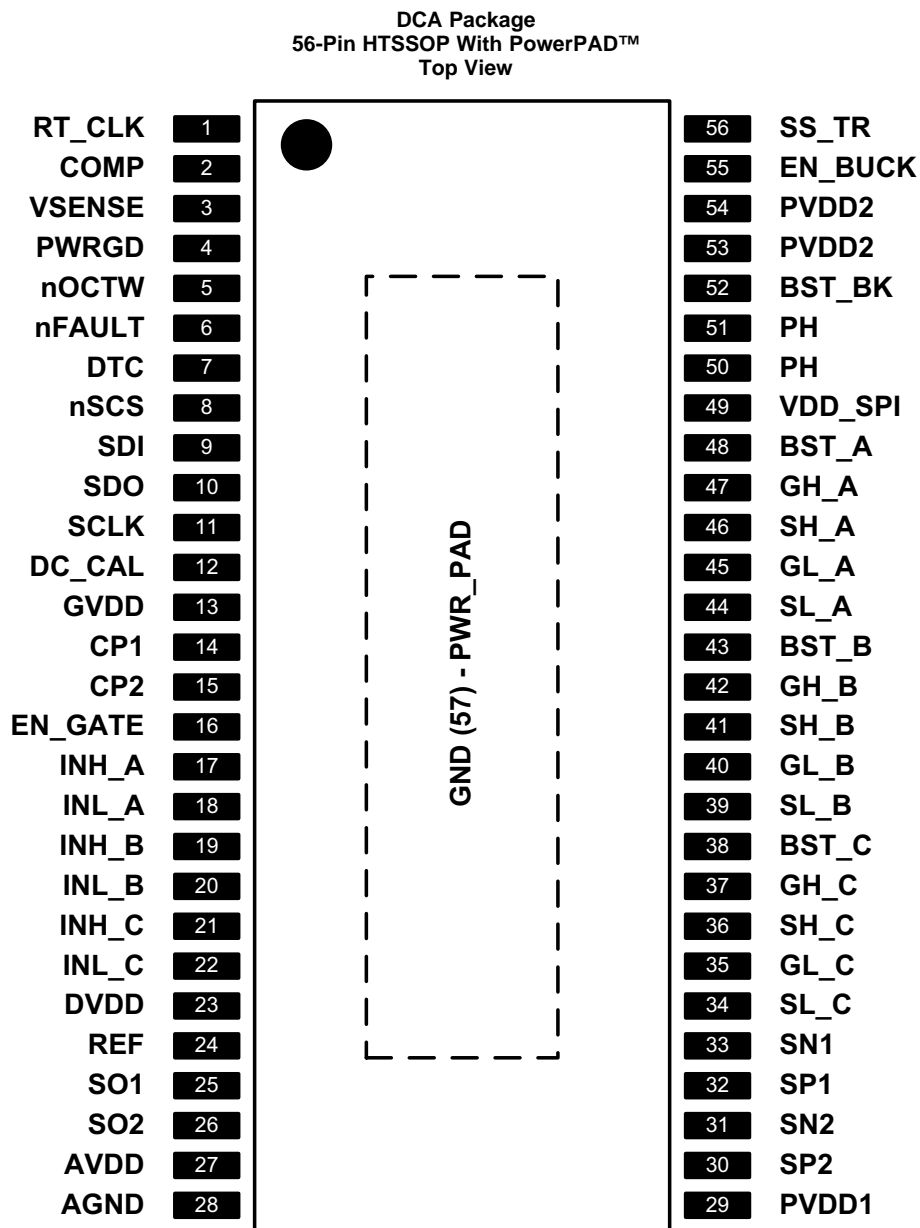 DCA Package
56-Pin HTSSOP With PowerPAD™
Top View
RT_CLK 1 56 SS_TR
COMP 2 55 EN_BUCK
VSENSE 3 54 PVDD2
PWRGD 4 53 PVDD2
nOCTW 5 52 BST_BK
nFAULT 6 51 PH
DTC 7 50 PH
nSCS 8 49 VDD_SPI
SDI 9 48 BST_A
SDO 10 47 GH_A
SCLK 11 46 SH_A
DC_CAL 12 45 GL_A
GVDD 13 44 SL_A
CP1 14 43 BST_B
CP2 15 42 GH_B
EN_GATE 16 41 SH_B
INH_A 17 40 GL_B
INL_A 18 39 SL_B
INH_B 19 38 BST_C
INL_B 20 37 GH_C
INH_C 21 36 SH_C
INL_C 22 35 GL_C
DVDD 23 34 SL_C
REF 24 33 SN1
SO1 25 32 SP1
SO2 26 31 SN2
AVDD 27 30 SP2
AGND 28 29 PVDD1
GND (57) - PWR_PAD